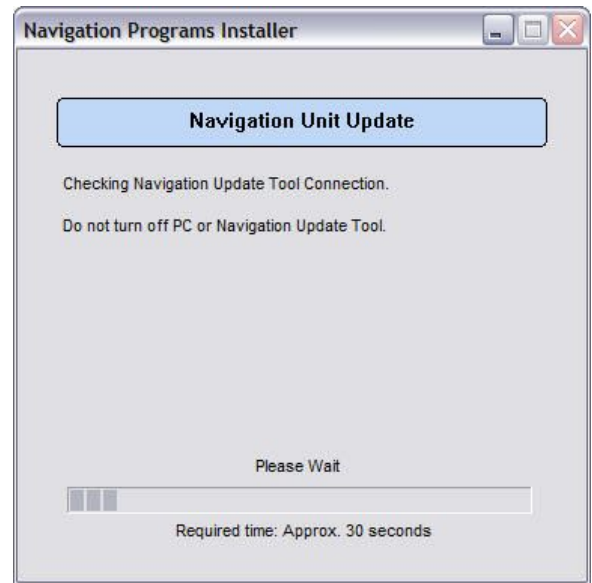 Navigation Programs Installer
Navigation Unit Update
Checking Navigation Update Tool Connection.
Do not turn off PC or Navigation Update Tool.
Please Wait
Required time: Approx. 30 seconds